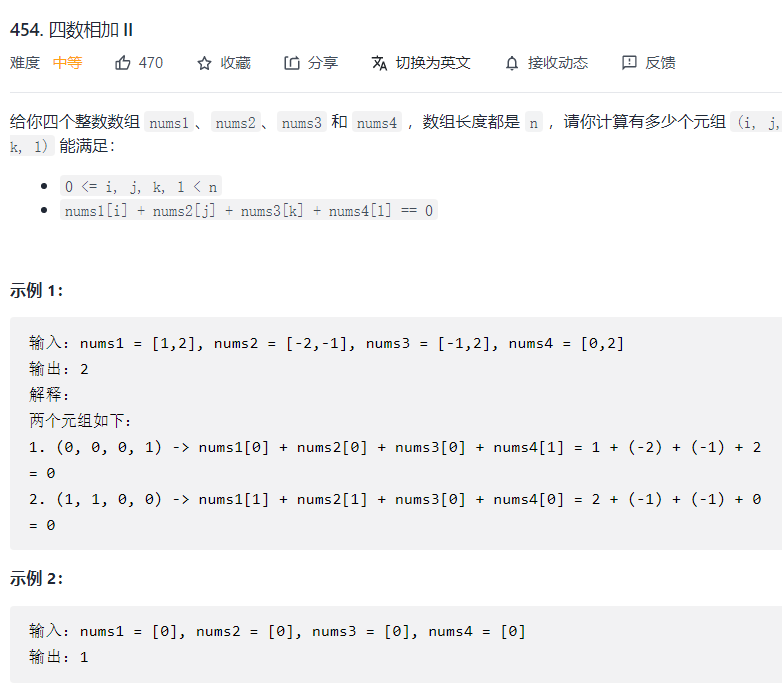 454. 四数相加 II
难度 中等 470 收藏 分享 切换为英文 接收动态 反馈
给你四个整数数组 nums1 、 nums2 、 nums3 和 nums4 ，数组长度都是 n ，请你计算有多少个元组 (i, j,
k, l) 能满足：
0 <= i, j, k, l < n
nums1[i] + nums2[j] + nums3[k] + nums4[l] == 0
示例 1：
输入：nums1 = [1,2], nums2 = [-2,-1], nums3 = [-1,2], nums4 = [0,2]
输出：2
解释：
两个元组如下：
1. (0, 0, 0, 1) -> nums1[0] + nums2[0] + nums3[0] + nums4[1] = 1 + (-2) + (-1) + 2
= 0
2. (1, 1, 0, 0) -> nums1[1] + nums2[1] + nums3[0] + nums4[0] = 2 + (-1) + (-1) + 0
= 0
示例 2：
输入：nums1 = [0], nums2 = [0], nums3 = [0], nums4 = [0]
输出：1